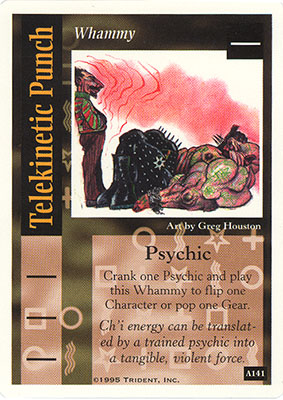 Telekinetic Punch
Whammy
Art by Greg Houston
Psychic
Crank one Psychic and play
this Whammy to flip one
Character or pop one Gear.
Ch'i energy can be translat-
ed by a trained psychic into
a tangible, violent force.
©1995 TRIDENT, INC.
A141